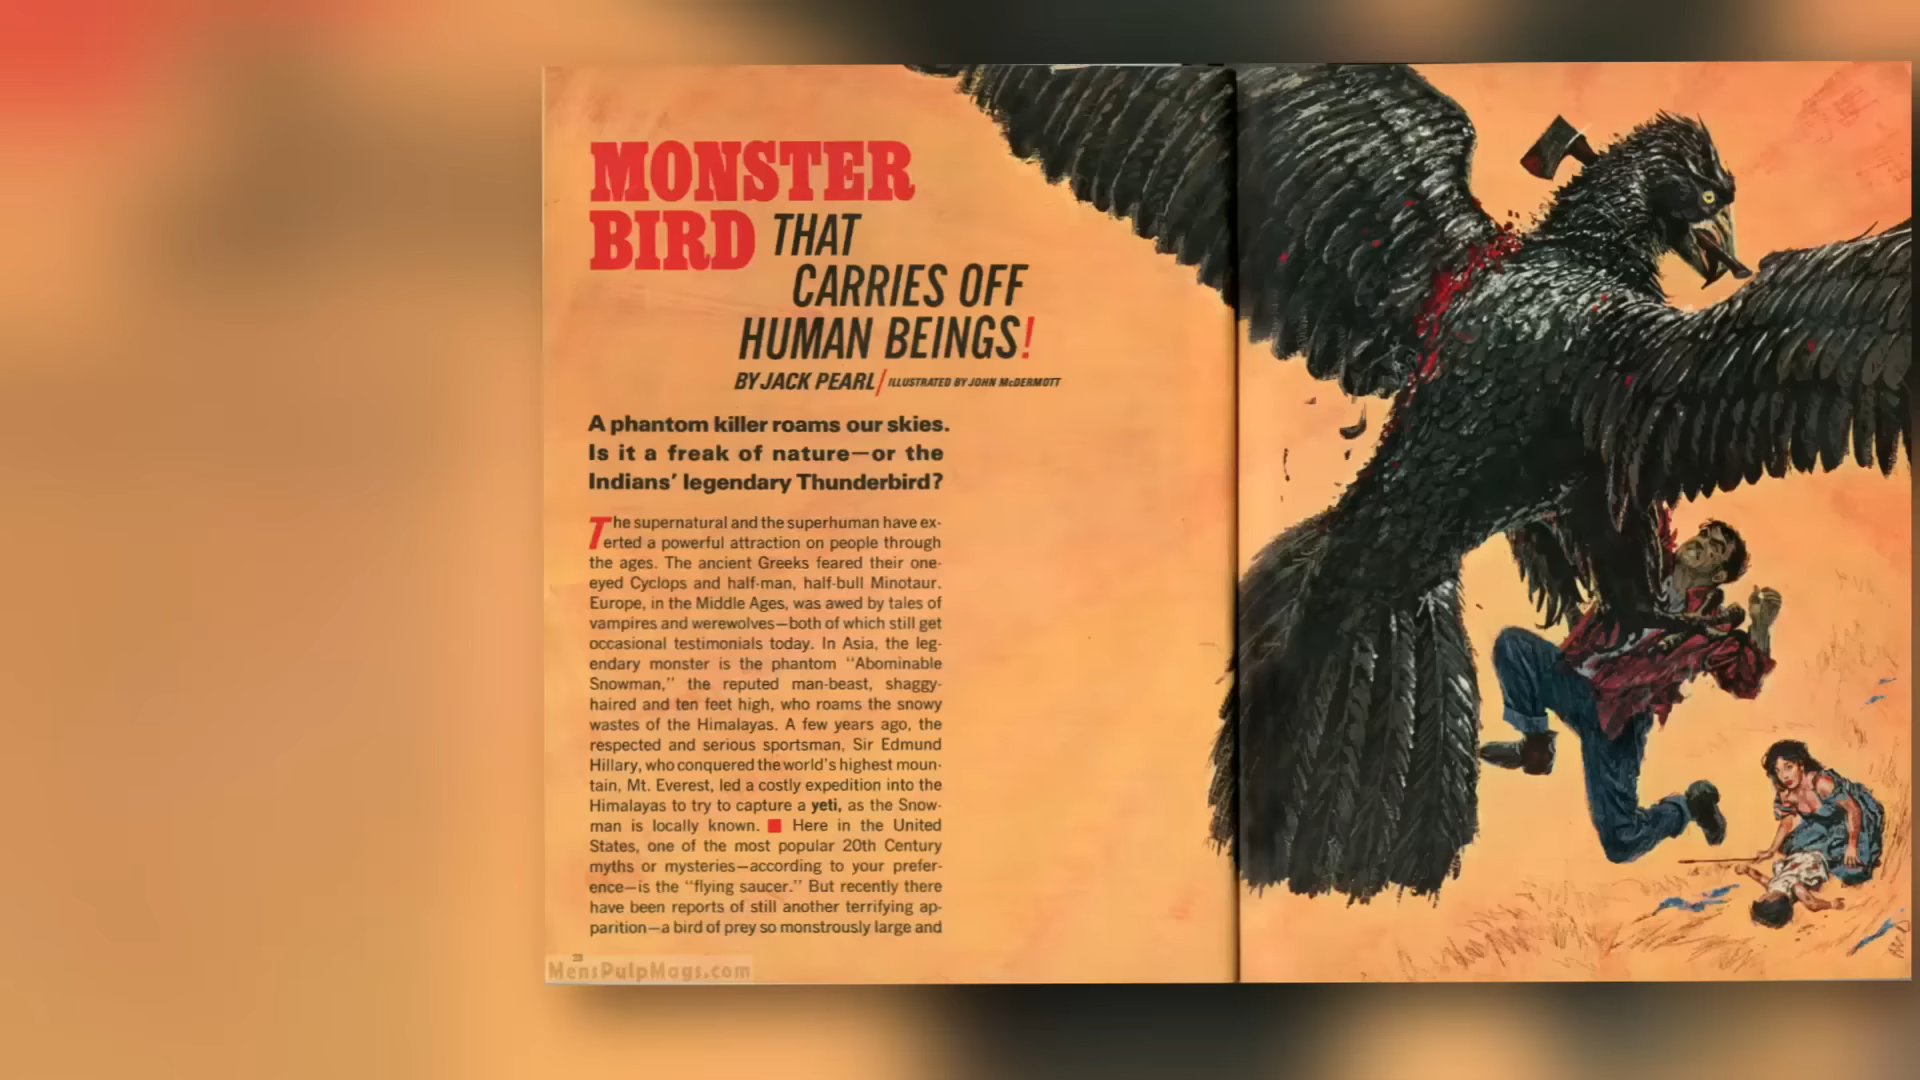 MONSTER
BIRD THAT
CARRIES OFF
HUMAN BEINGS!
BY JACK PEARL/ILLUSTRATED BY JOHN McDERMOTT
A phantom killer roams our skies.
Is it a freak of nature—or the
Indians' legendary Thunderbird?
The supernatural and the superhuman have ex-
erted a powerful attraction on people through
the ages. The ancient Greeks feared their one-
eyed Cyclops and half-man, half-bull Minotaur.
Europe, in the Middle Ages, was awed by tales of
vampires and werewolves—both of which still get
occasional testimonials today. In Asia, the leg-
endary monster is the phantom "Abominable
Snowman," the reputed man-beast, shaggy-
haired and ten feet high, who roams the snowy
wastes of the Himalayas. A few years ago, the
respected and serious sportsman, Sir Edmund
Hillary, who conquered the world's highest moun-
tain, Mt. Everest, led a costly expedition into the
Himalayas to try to capture a yeti, as the Snow-
man is locally known. ■ Here in the United
States, one of the most popular 20th Century
myths or mysteries—according to your prefer-
ence—is the "flying saucer." But recently there
have been reports of still another terrifying ap-
parition—a bird of prey so monstrously large and
MensPulpMags.com